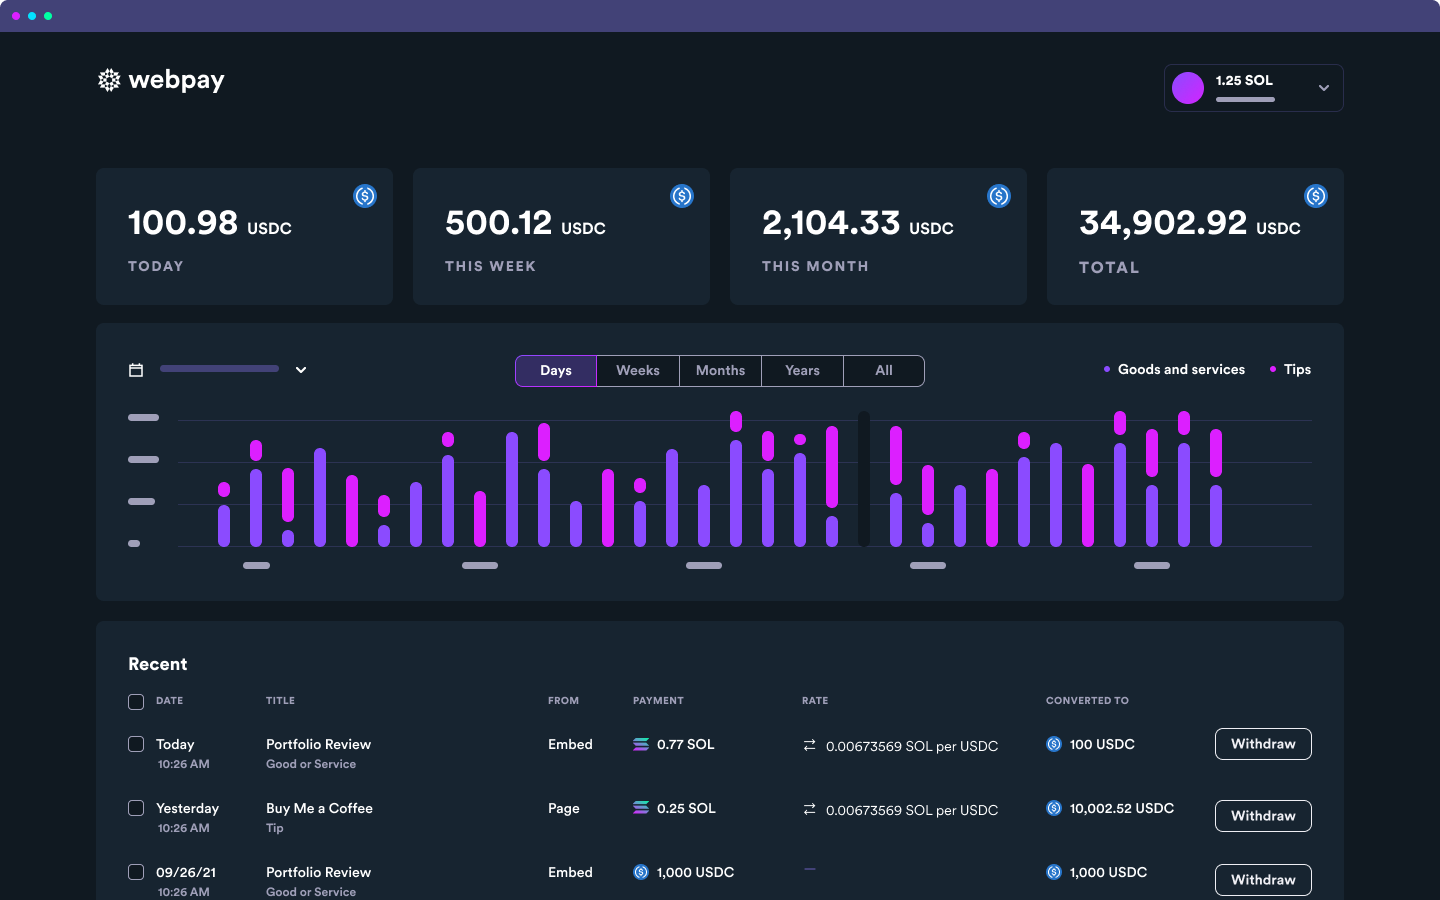 webpay
1.25 SOL
100.98 USDC
TODAY
500.12 USDC
THIS WEEK
2,104.33 USDC
THIS MONTH
34,902.92 USDC
TOTAL
Days Weeks Months Years All
Goods and services Tips
Recent
DATE TITLE FROM PAYMENT RATE CONVERTED TO
Today Portfolio Review Embed 0.77 SOL 0.00673569 SOL per USDC 100 USDC Withdraw
10:26 AM Good or Service
Yesterday Buy Me a Coffee Page 0.25 SOL 0.00673569 SOL per USDC 10,002.52 USDC Withdraw
10:26 AM Tip
09/26/21 Portfolio Review Embed 1,000 USDC – 1,000 USDC Withdraw
10:26 AM Good or Service